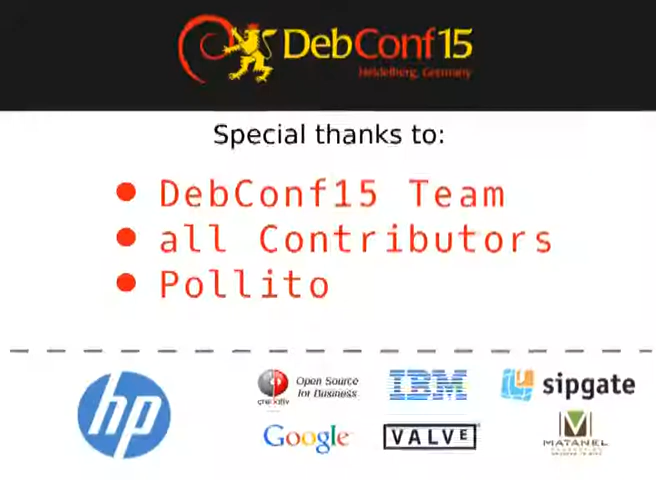 DebConf15
Heidelberg, Germany
Special thanks to:
• DebConf15 Team
• all Contributors
• Pollito
hp
Open Source
for Business
IBM
sipgate
Google
VALVE
MATANEL